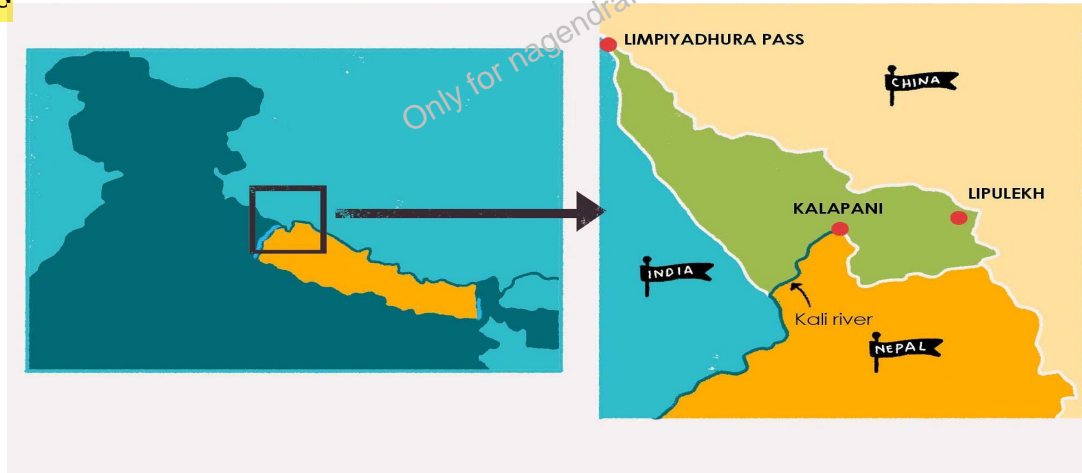 Only for nagendra
LIMPIYADHURA PASS
CHINA
LIPULEKH
KALAPANI
INDIA
Kali river
NEPAL